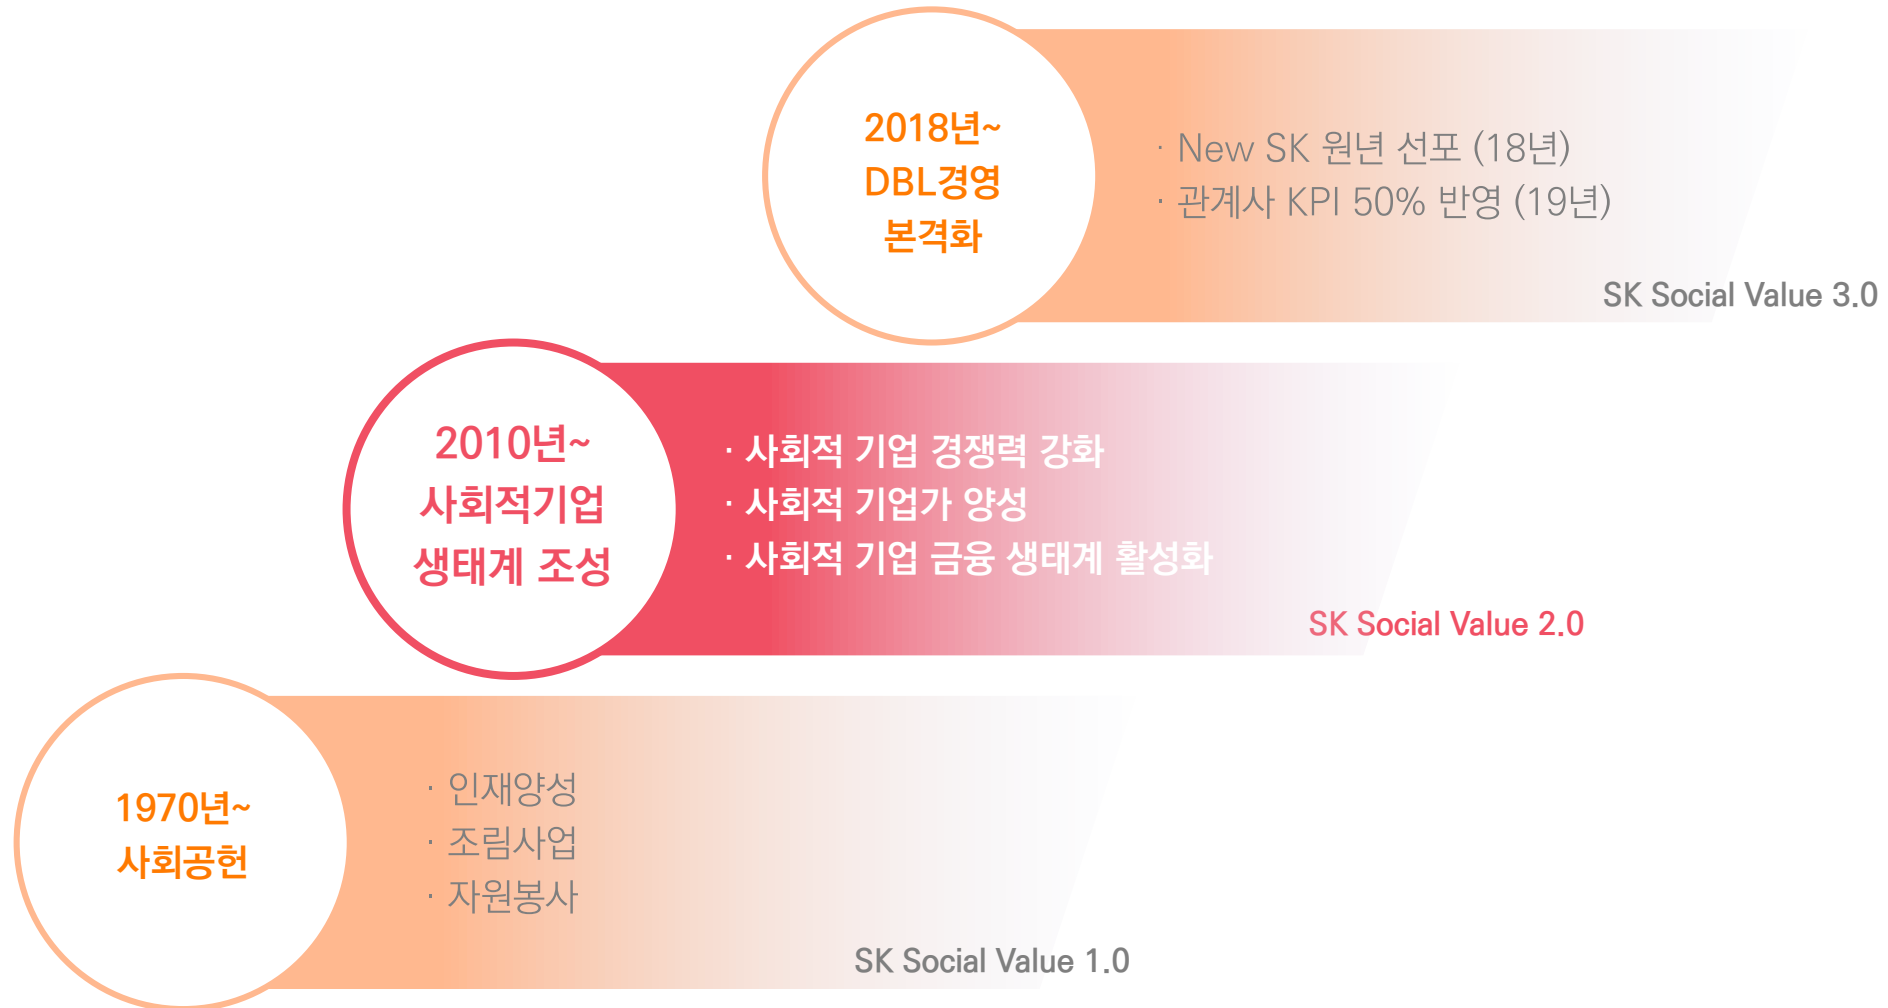 2018년~
DBL경영
본격화
· New SK 원년 선포 (18년)
· 관계사 KPI 50% 반영 (19년)
SK Social Value 3.0
2010년~
사회적기업
생태계 조성
· 사회적 기업 경쟁력 강화
· 사회적 기업가 양성
· 사회적 기업 금융 생태계 활성화
SK Social Value 2.0
1970년~
사회공헌
· 인재양성
· 조림사업
· 자원봉사
SK Social Value 1.0